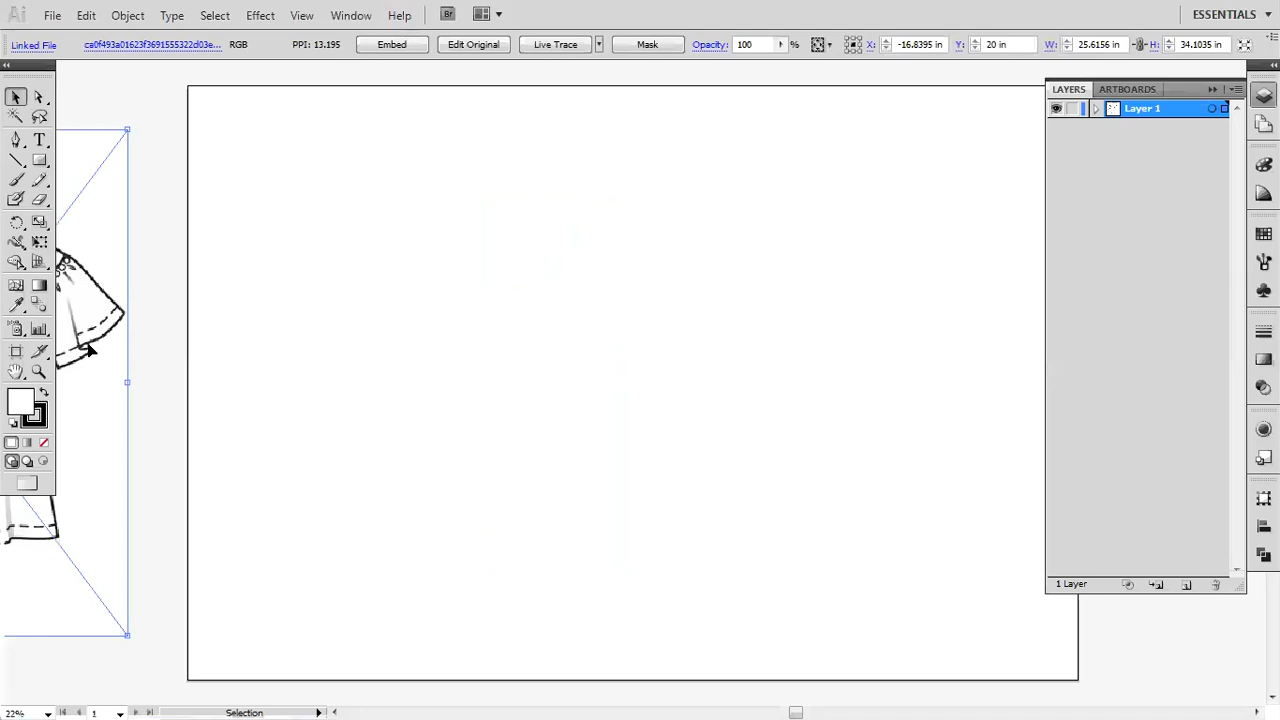 Ai File Edit Object Type Select Effect View Window Help Br ESSENTIALS
Linked File ca0f493a01623f3691555322d03e... RGB PPI: 13.195 Embed Edit Original Live Trace Mask Opacity: 100 % X: -16.8395 in Y: 20 in W: 25.6156 in H: 34.1035 in
LAYERS ARTBOARDS
Layer 1
T
1 Layer
22% 1 Selection